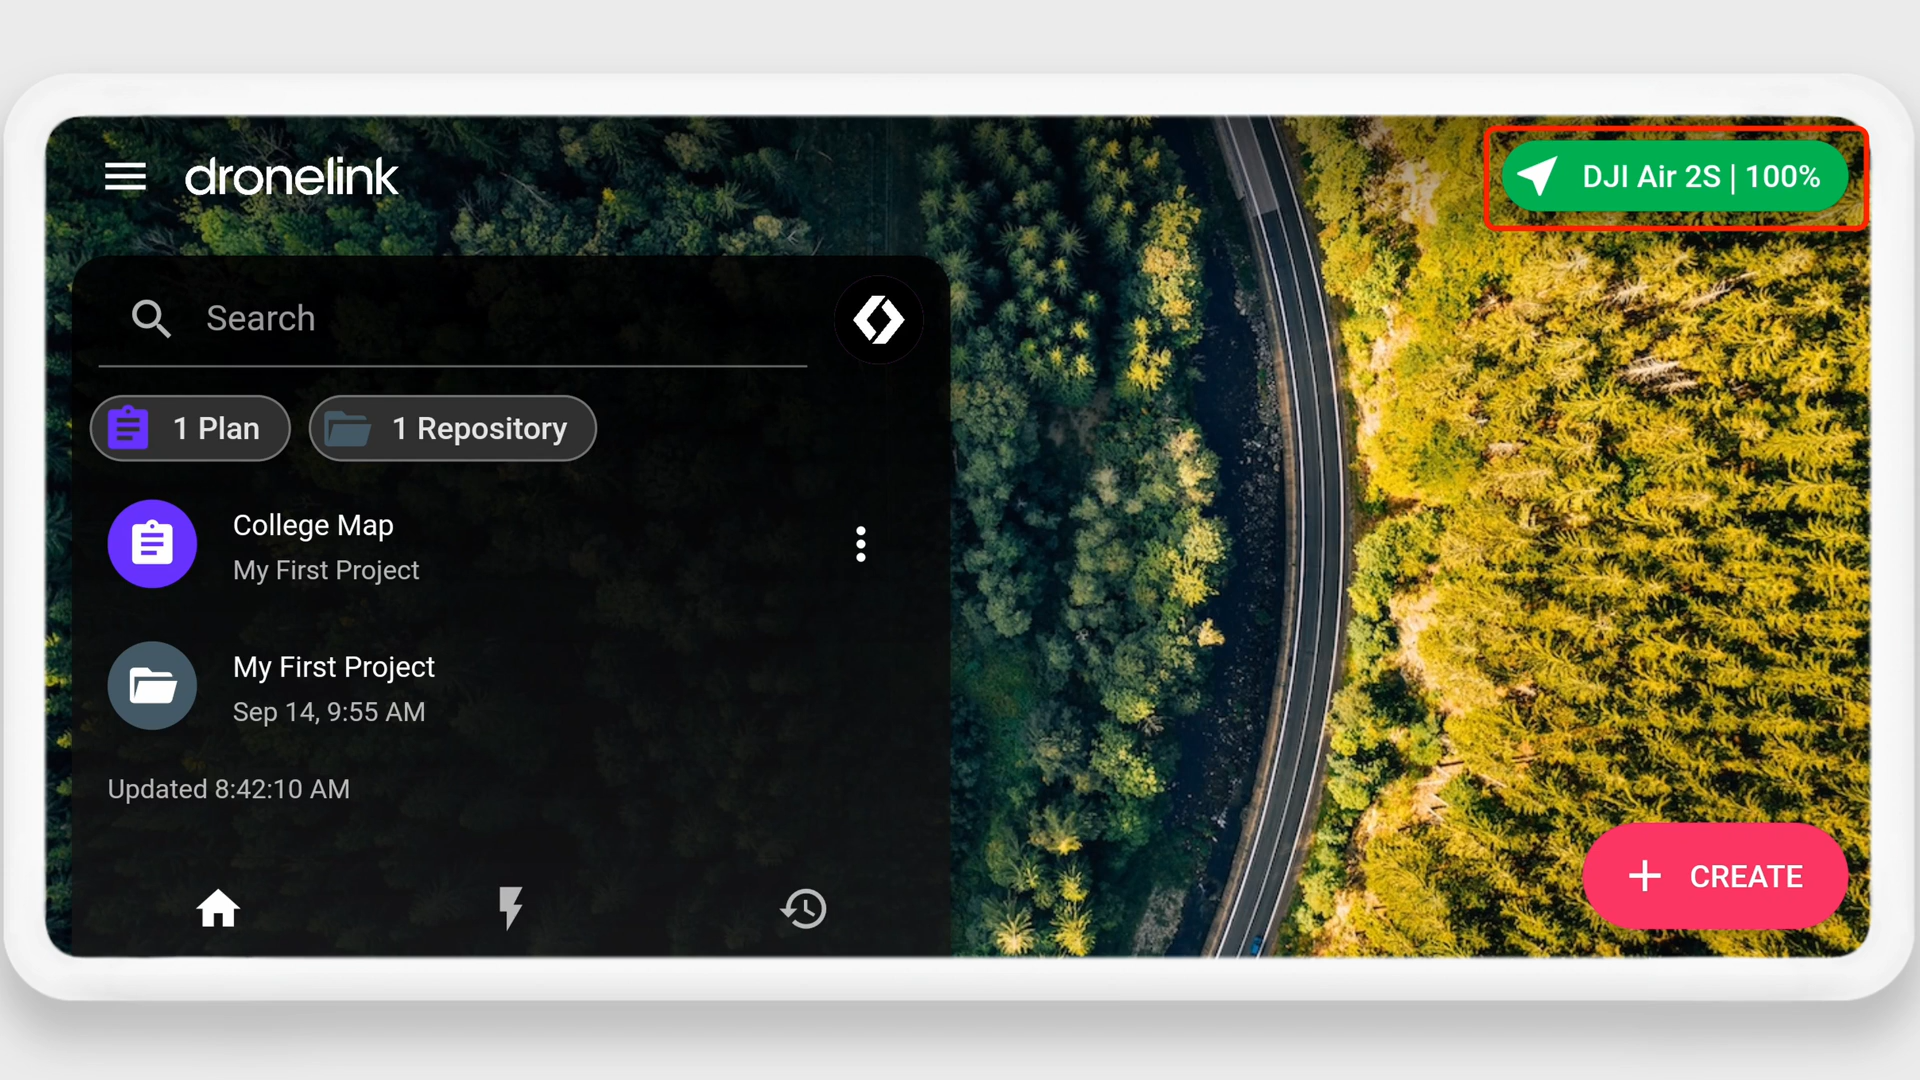 dronelink
DJI Air 2S | 100%
Search
1 Plan
1 Repository
College Map
My First Project
My First Project
Sep 14, 9:55 AM
Updated 8:42:10 AM
CREATE